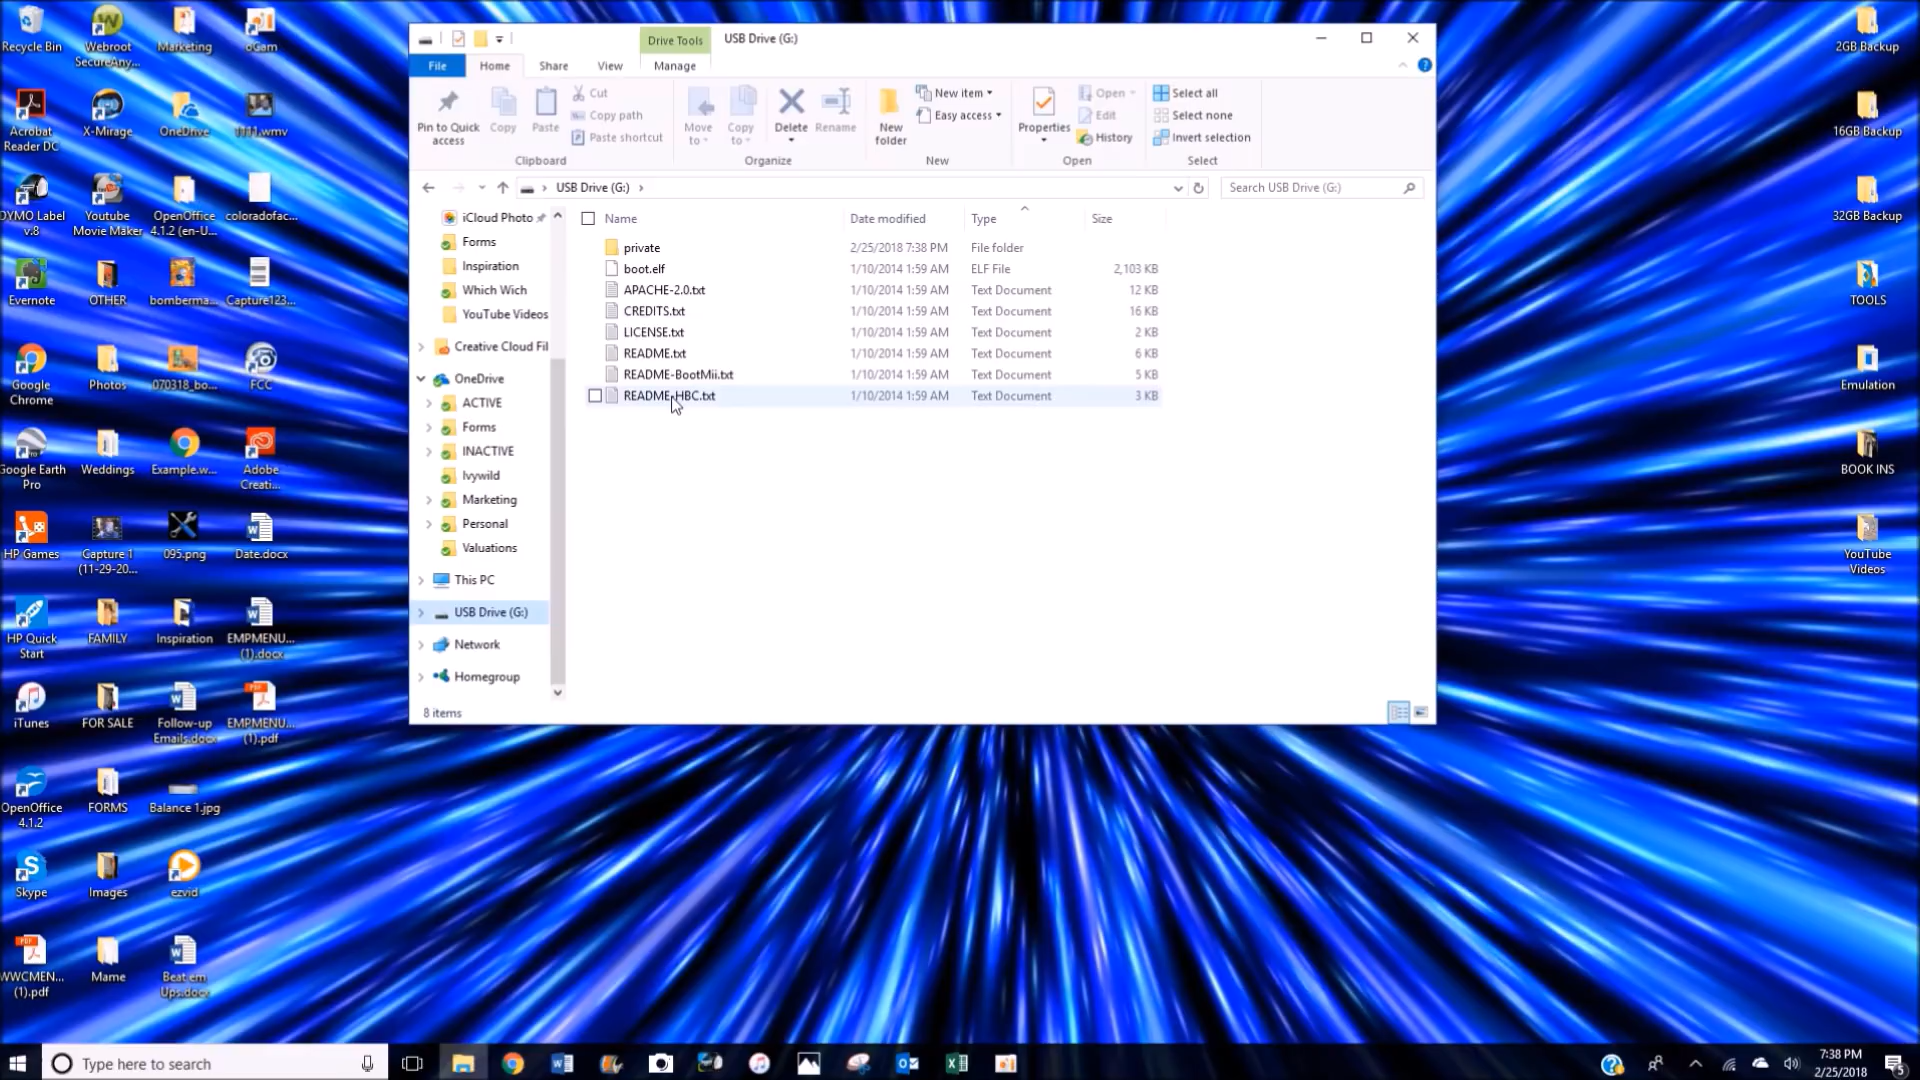 Recycle Bin
Webroot
SecureAny...
Marketing
oGam
Acrobat
Reader DC
X-Mirage
OneDrive
1111.wmv
DYMO Label
v.8
Youtube
Movie Maker
OpenOffice
4.1.2 (en-U...
coloradofac...
Evernote
OTHER
bomberma...
Capture123...
Google
Chrome
Photos
070318_bo...
FCC
Google Earth
Pro
Weddings
Example.w...
Adobe
Creati...
HP Games
Capture 1
(11-29-20...
095.png
Date.docx
HP Quick
Start
FAMILY
Inspiration
EMPMENU...
(1).docx
iTunes
FOR SALE
Follow-up
Emails.docx
EMPMENU...
(1).pdf
OpenOffice
4.1.2
FORMS
Balance 1.jpg
Skype
Images
ezvid
WWCMEN...
(1).pdf
Mame
Beat em
Ups.docx
Drive Tools
USB Drive (G:)
File
Home
Share
View
Manage
Pin to Quick
access
Copy
Paste
Cut
Copy path
Paste shortcut
Clipboard
Move
to
Copy
to
Delete
Rename
Organize
New
folder
New item
Easy access
New
Properties
Open
Edit
History
Open
Select all
Select none
Invert selection
Select
USB Drive (G:)
Search USB Drive (G:)
iCloud Photo
Forms
Inspiration
Which Wich
YouTube Videos
Creative Cloud Fil
OneDrive
ACTIVE
Forms
INACTIVE
Ivywild
Marketing
Personal
Valuations
This PC
USB Drive (G:)
Network
Homegroup
Name Date modified Type Size
private 2/25/2018 7:38 PM File folder
boot.elf 1/10/2014 1:59 AM ELF File 2,103 KB
APACHE-2.0.txt 1/10/2014 1:59 AM Text Document 12 KB
CREDITS.txt 1/10/2014 1:59 AM Text Document 16 KB
LICENSE.txt 1/10/2014 1:59 AM Text Document 2 KB
README.txt 1/10/2014 1:59 AM Text Document 6 KB
README-BootMii.txt 1/10/2014 1:59 AM Text Document 5 KB
README-HBC.txt 1/10/2014 1:59 AM Text Document 3 KB
8 items
2GB Backup
16GB Backup
32GB Backup
TOOLS
Emulation
BOOK INS
YouTube
Videos
Type here to search
7:38 PM
2/25/2018
5